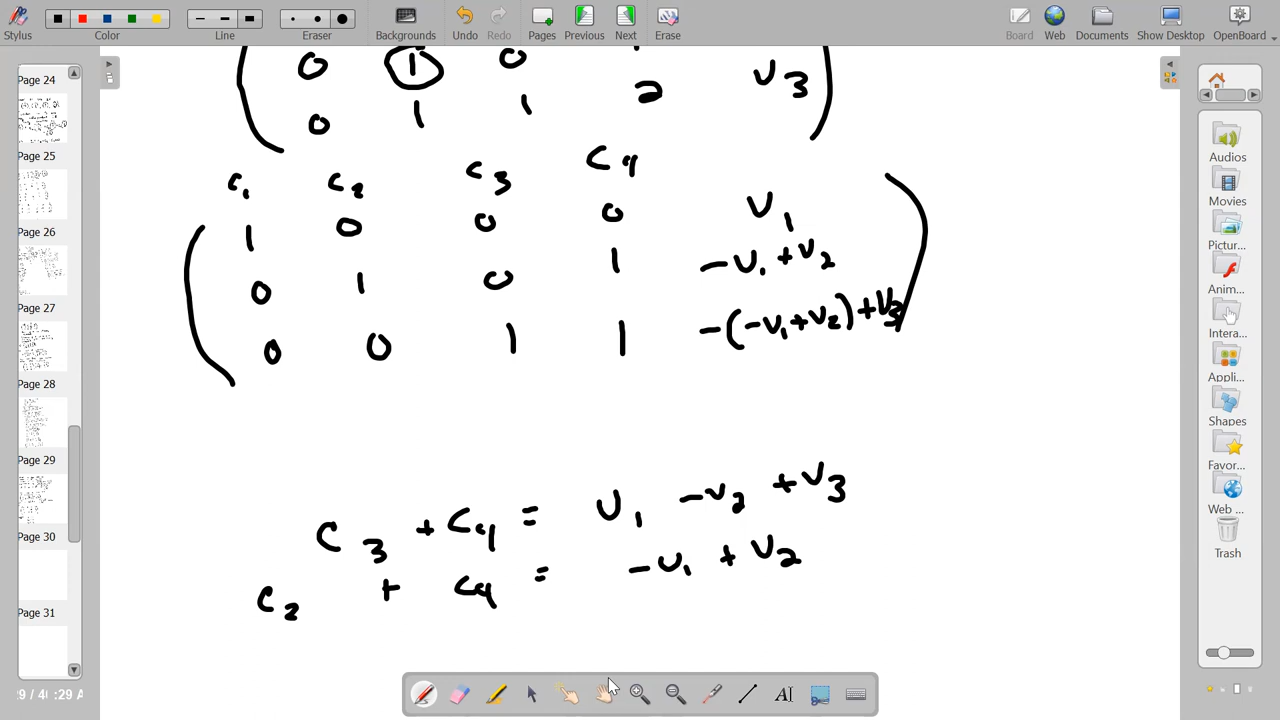 Stylus Color Line Eraser Backgrounds Undo Redo Pages Previous Next Erase Board Web Documents Show Desktop OpenBoard
Page 24
Page 25
Page 26
Page 27
Page 28
Page 29
Page 30
Page 31
0 1 0
0 1 1 2 v3
c1 c2 c3 c4
1 0 0 0 v1
0 1 0 1 -v1 + v2
0 0 1 1 -(-v1+v2)+v3
c3 + c4 = v1 - v2 + v3
c2 + c4 = -v1 + v2
Audios
Movies
Pictur...
Anim...
Intera...
Appli...
Shapes
Favor...
Web ...
Trash